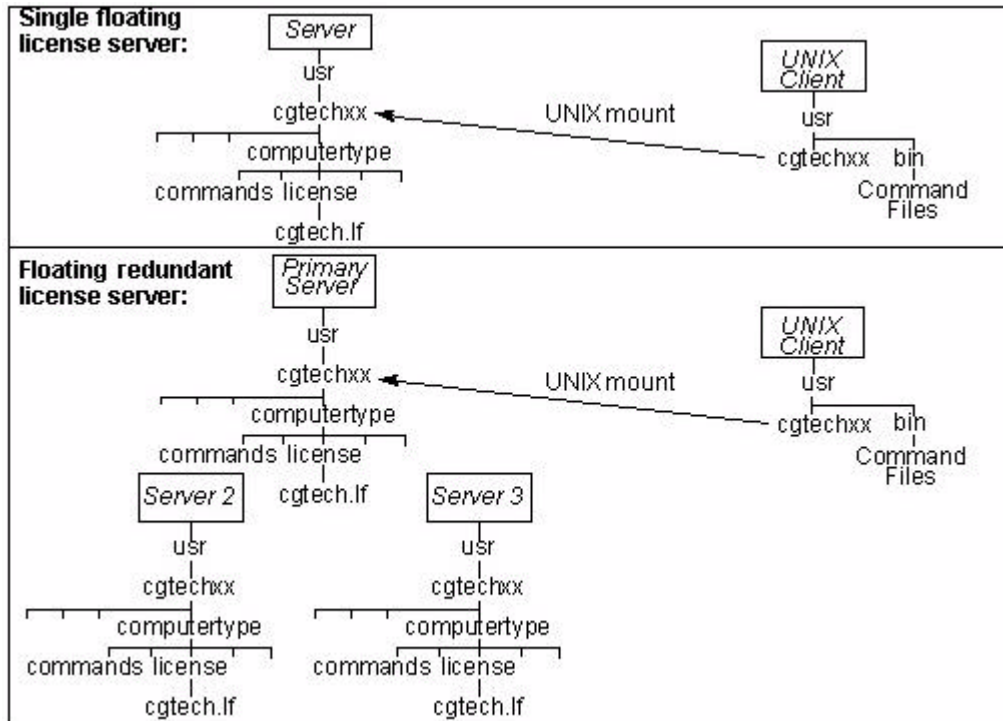 Single floating
license server:
Server
usr
cgtechxx
computertype
commands license
cgtech.lf
UNIX mount
UNIX
Client
usr
cgtechxx bin
Command
Files
Floating redundant
license server:
Primary
Server
usr
cgtechxx
computertype
commands license
cgtech.lf
UNIX mount
UNIX
Client
usr
cgtechxx bin
Command
Files
Server 2
usr
cgtechxx
computertype
commands license
cgtech.lf
Server 3
usr
cgtechxx
computertype
commands license
cgtech.lf